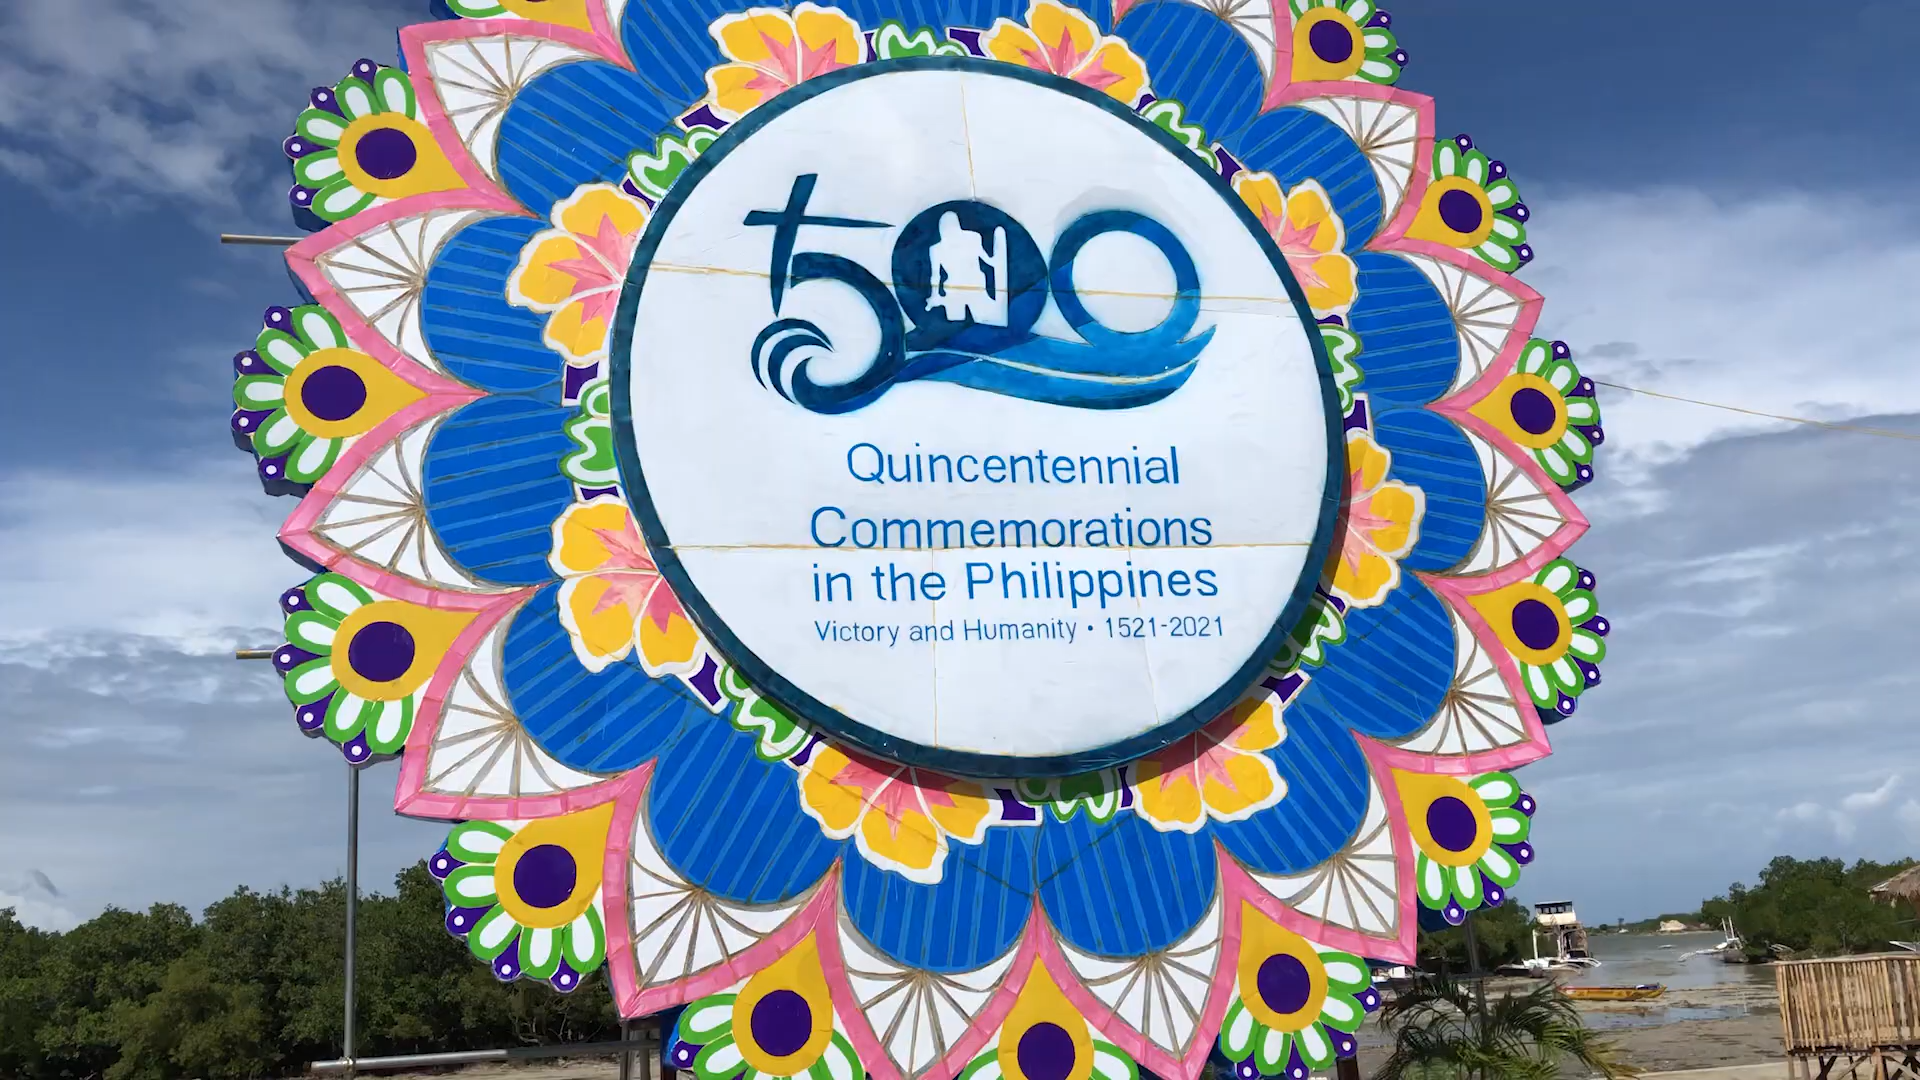 500
Quincentennial
Commemorations
in the Philippines
Victory and Humanity • 1521-2021